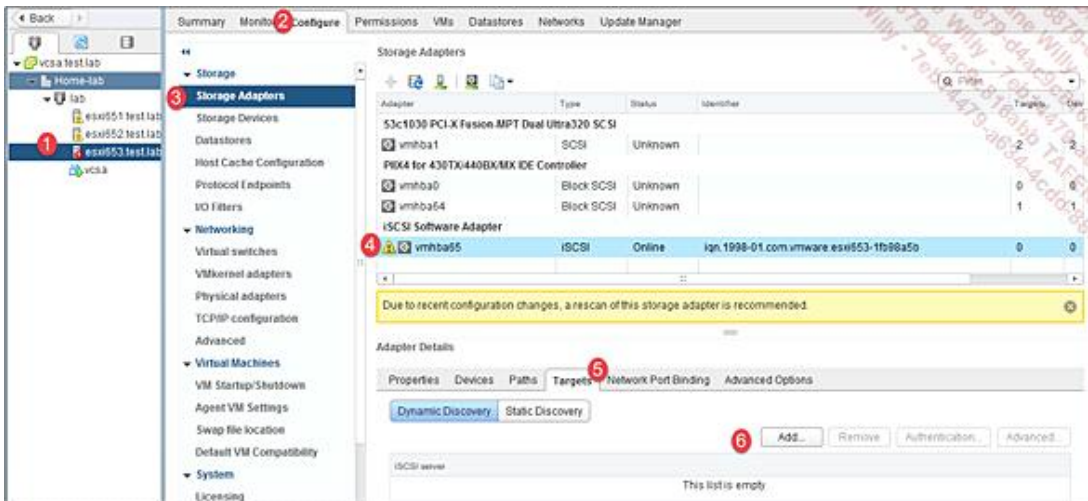 Back
Summary Monitor 2 Configure Permissions VMs Datastores Networks Update Manager
vcsa.test.lab
Home-lab
lab
esxi651.test.lab
esxi652.test.lab
1 esxi653.test.lab
vcsa
Storage
3 Storage Adapters
Storage Devices
Datastores
Host Cache Configuration
Protocol Endpoints
I/O Filters
Networking
Virtual switches
VMkernel adapters
Physical adapters
TCP/IP configuration
Advanced
Virtual Machines
VM Startup/Shutdown
Agent VM Settings
Swap file location
Default VM Compatibility
System
Licensing
Storage Adapters
Filter
Adapter Type Status Identifier Targets
53c1030 PCI-X Fusion-MPT Dual Ultra320 SCSI
vmhba1 SCSI Unknown 2 2
PIIX4 for 430TX/440BX/MX IDE Controller
vmhba0 Block SCSI Unknown 0 0
vmhba64 Block SCSI Unknown 1 1
iSCSI Software Adapter
4 vmhba65 iSCSI Online iqn.1998-01.com.vmware:esxi653-1fb98a5b 0 0
Due to recent configuration changes, a rescan of this storage adapter is recommended.
Adapter Details
5
Properties Devices Paths Targets Network Port Binding Advanced Options
Dynamic Discovery Static Discovery
6 Add... Remove Authentication... Advanced...
iSCSI server
This list is empty.